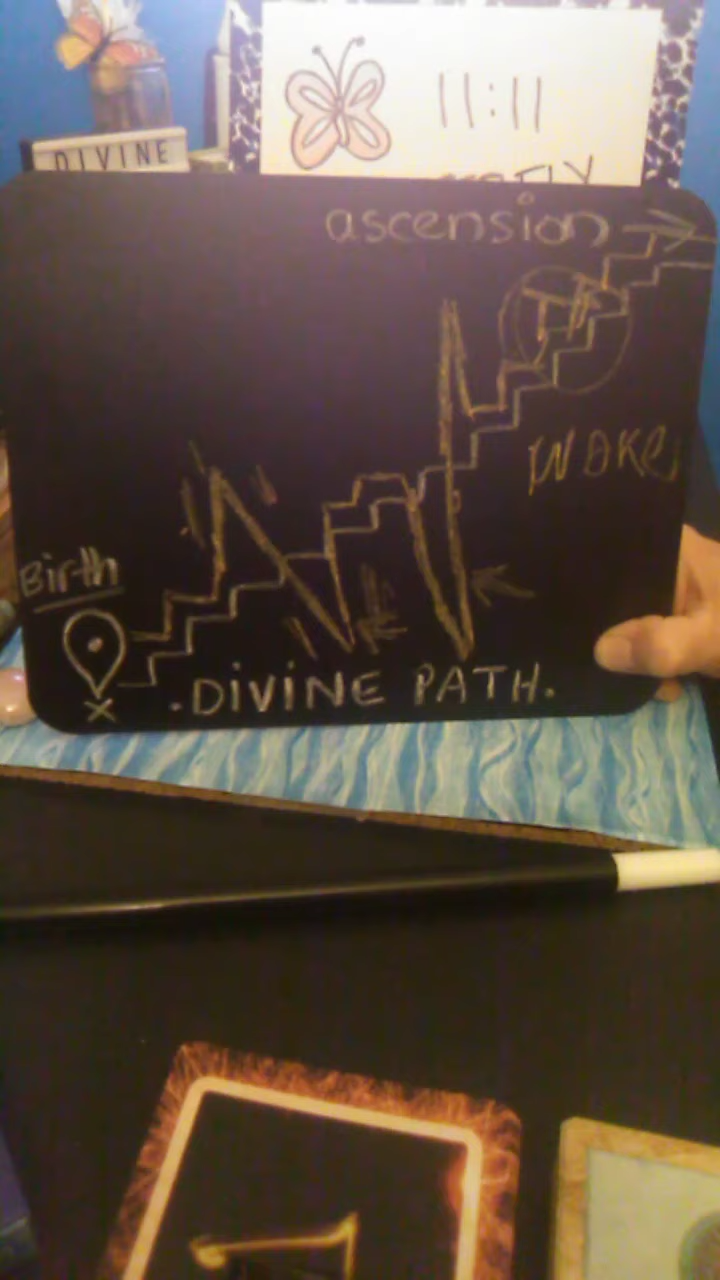 11:11
DIVINE
ascension
WOKE
Birth
X
.DIVINE PATH.